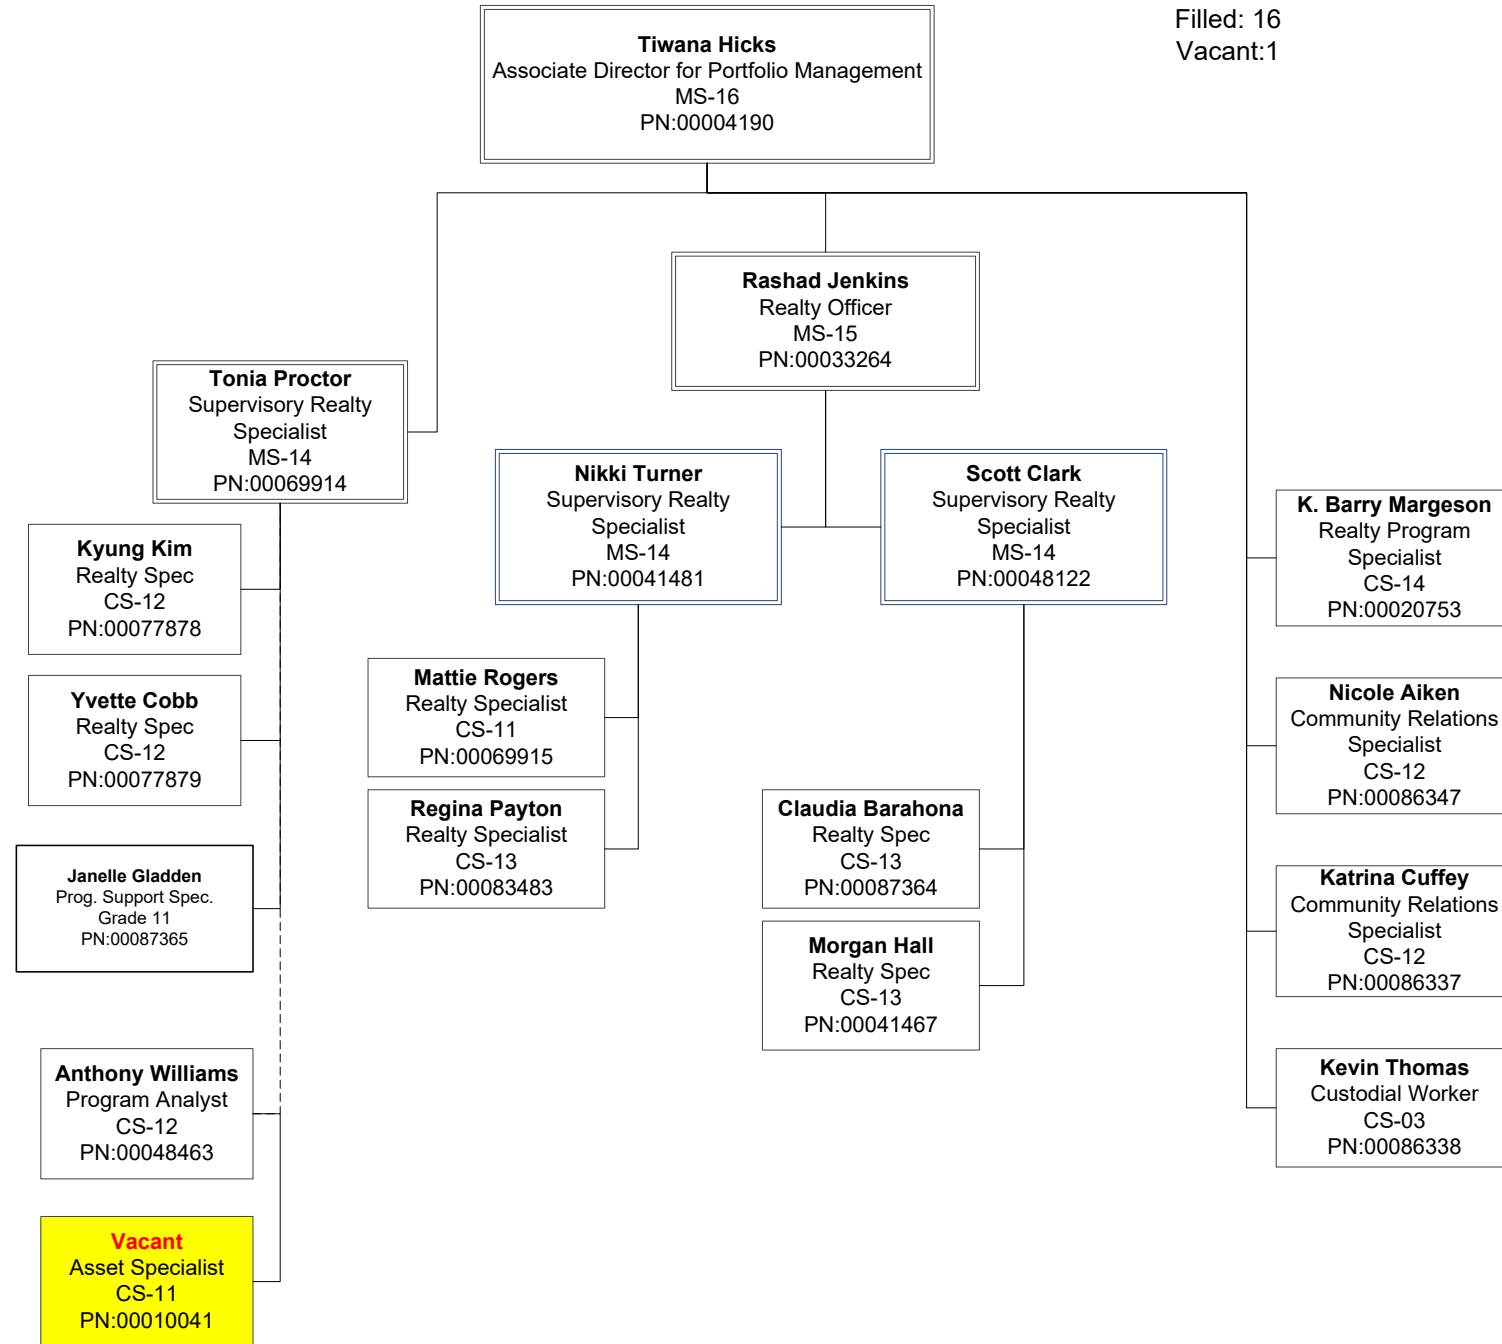 Filled: 16
Vacant:1
Tiwana Hicks
Associate Director for Portfolio Management
MS-16
PN:00004190
Rashad Jenkins
Realty Officer
MS-15
PN:00033264
Tonia Proctor
Supervisory Realty
Specialist
MS-14
PN:00069914
Nikki Turner
Supervisory Realty
Specialist
MS-14
PN:00041481
Scott Clark
Supervisory Realty
Specialist
MS-14
PN:00048122
K. Barry Margeson
Realty Program
Specialist
CS-14
PN:00020753
Kyung Kim
Realty Spec
CS-12
PN:00077878
Mattie Rogers
Realty Specialist
CS-11
PN:00069915
Nicole Aiken
Community Relations
Specialist
CS-12
PN:00086347
Yvette Cobb
Realty Spec
CS-12
PN:00077879
Regina Payton
Realty Specialist
CS-13
PN:00083483
Claudia Barahona
Realty Spec
CS-13
PN:00087364
Janelle Gladden
Prog. Support Spec.
Grade 11
PN:00087365
Katrina Cuffey
Community Relations
Specialist
CS-12
PN:00086337
Morgan Hall
Realty Spec
CS-13
PN:00041467
Anthony Williams
Program Analyst
CS-12
PN:00048463
Kevin Thomas
Custodial Worker
CS-03
PN:00086338
Vacant
Asset Specialist
CS-11
PN:00010041